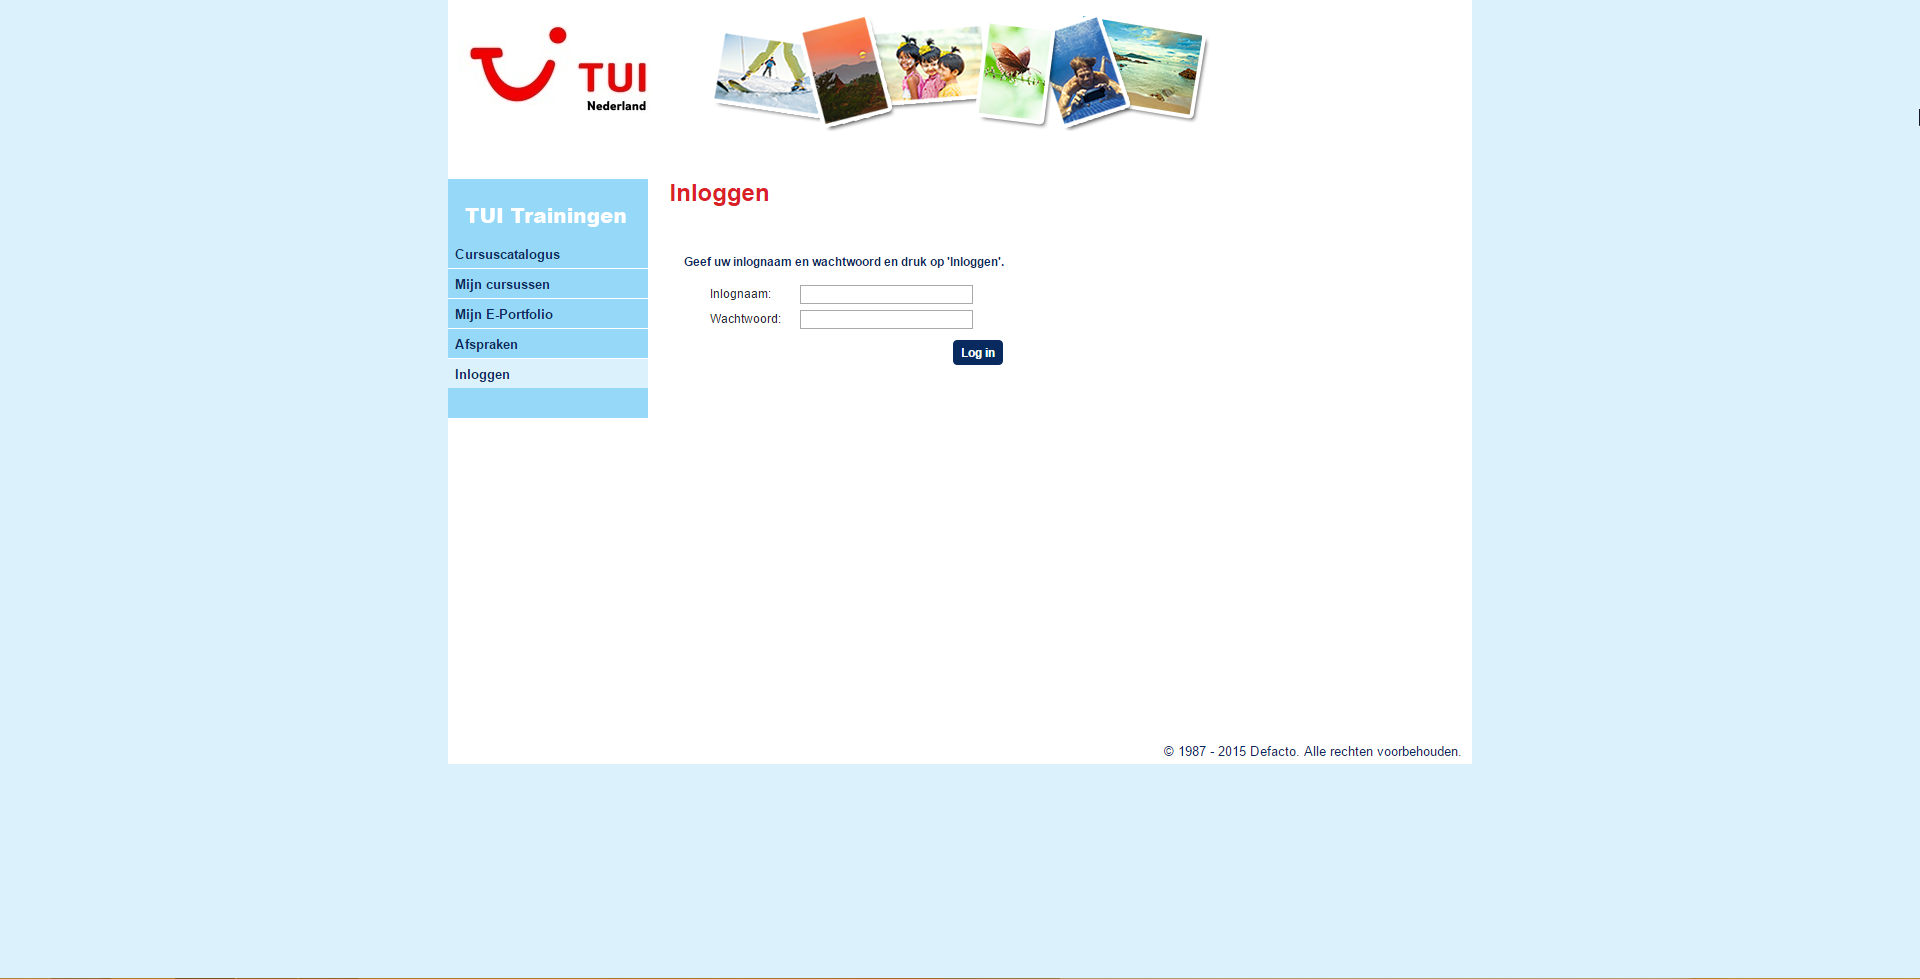 TUI
Nederland
TUI Trainingen
Cursuscatalogus
Mijn cursussen
Mijn E-Portfolio
Afspraken
Inloggen
Inloggen
Geef uw inlognaam en wachtwoord en druk op 'Inloggen'.
Inlognaam:
Wachtwoord:
Log in
© 1987 - 2015 Defacto. Alle rechten voorbehouden.